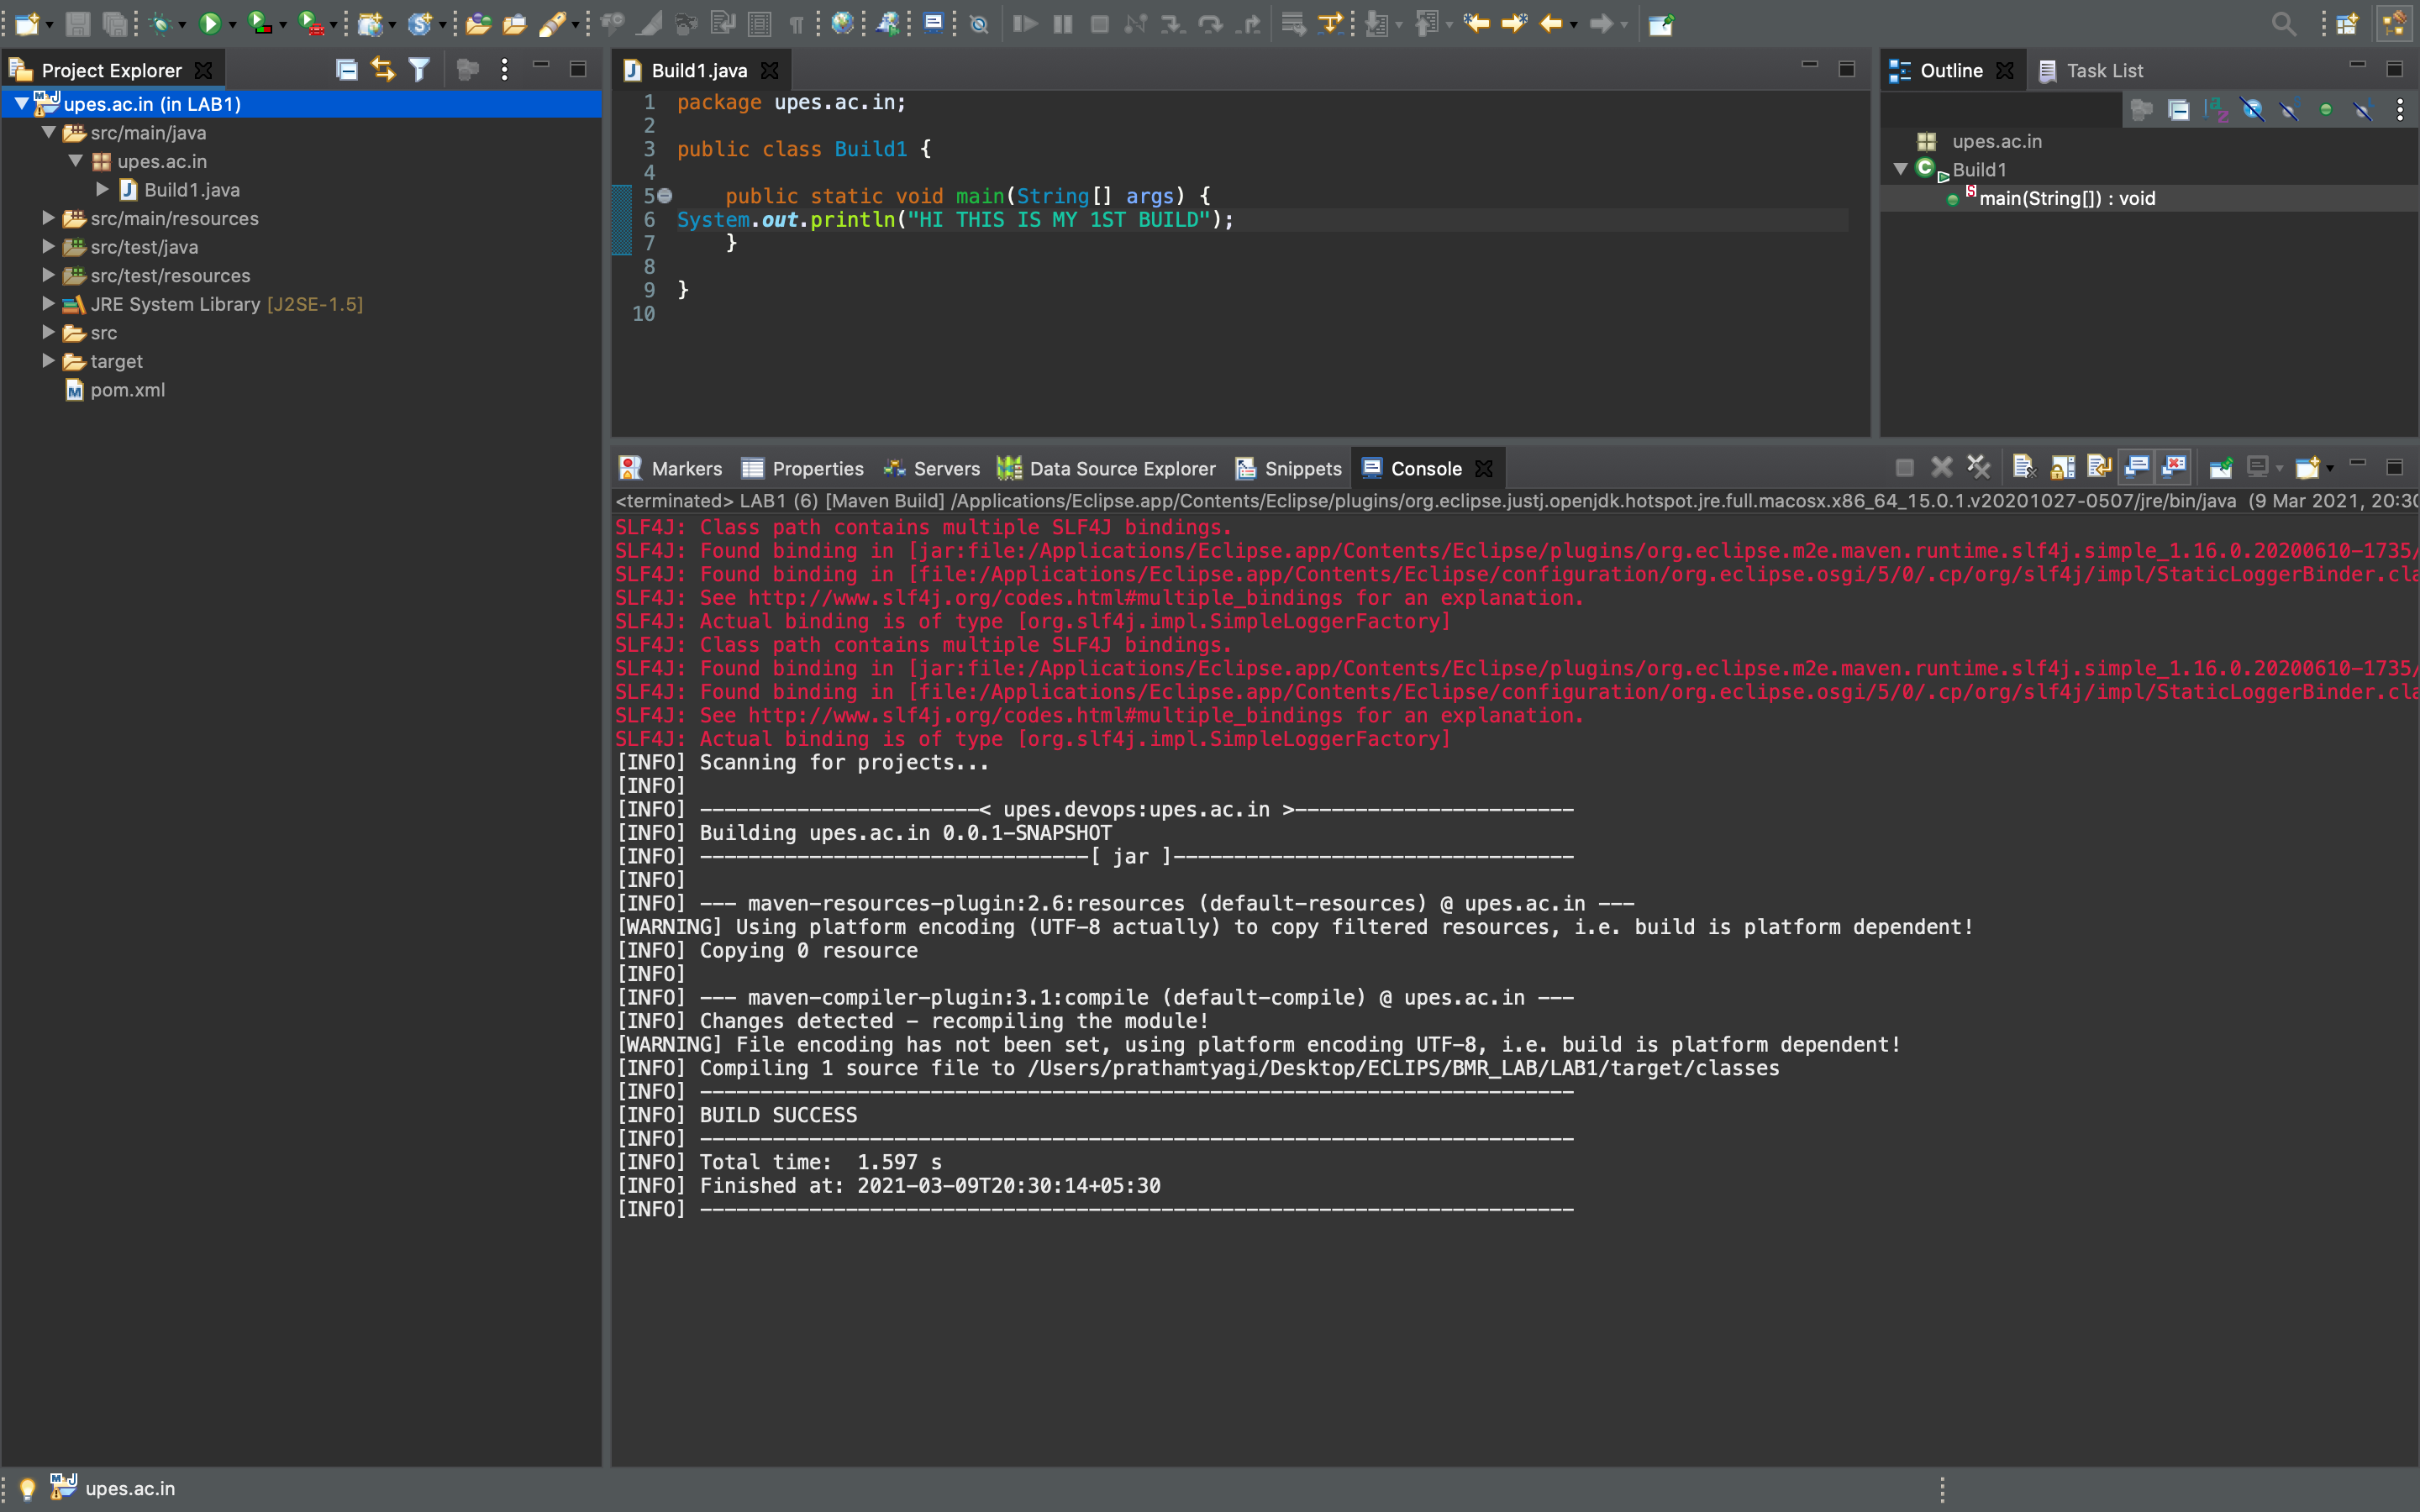 Project Explorer
upes.ac.in (in LAB1)
src/main/java
upes.ac.in
Build1.java
src/main/resources
src/test/java
src/test/resources
JRE System Library [J2SE-1.5]
src
target
pom.xml
Build1.java
1 package upes.ac.in;
2
3 public class Build1 {
4
5 public static void main(String[] args) {
6 System.out.println("HI THIS IS MY 1ST BUILD");
7 }
8
9 }
10
Outline Task List
upes.ac.in
Build1
main(String[]) : void
Markers Properties Servers Data Source Explorer Snippets Console
<terminated> LAB1 (6) [Maven Build] /Applications/Eclipse.app/Contents/Eclipse/plugins/org.eclipse.justj.openjdk.hotspot.jre.full.macosx.x86_64_15.0.1.v20201027-0507/jre/bin/java (9 Mar 2021, 20:30
SLF4J: Class path contains multiple SLF4J bindings.
SLF4J: Found binding in [jar:file:/Applications/Eclipse.app/Contents/Eclipse/plugins/org.eclipse.m2e.maven.runtime.slf4j.simple_1.16.0.20200610-1735/
SLF4J: Found binding in [file:/Applications/Eclipse.app/Contents/Eclipse/configuration/org.eclipse.osgi/5/0/.cp/org/slf4j/impl/StaticLoggerBinder.cla
SLF4J: See http://www.slf4j.org/codes.html#multiple_bindings for an explanation.
SLF4J: Actual binding is of type [org.slf4j.impl.SimpleLoggerFactory]
SLF4J: Class path contains multiple SLF4J bindings.
SLF4J: Found binding in [jar:file:/Applications/Eclipse.app/Contents/Eclipse/plugins/org.eclipse.m2e.maven.runtime.slf4j.simple_1.16.0.20200610-1735/
SLF4J: Found binding in [file:/Applications/Eclipse.app/Contents/Eclipse/configuration/org.eclipse.osgi/5/0/.cp/org/slf4j/impl/StaticLoggerBinder.cla
SLF4J: See http://www.slf4j.org/codes.html#multiple_bindings for an explanation.
SLF4J: Actual binding is of type [org.slf4j.impl.SimpleLoggerFactory]
[INFO] Scanning for projects...
[INFO]
[INFO] -----------------------< upes.devops:upes.ac.in >-----------------------
[INFO] Building upes.ac.in 0.0.1-SNAPSHOT
[INFO] --------------------------------[ jar ]---------------------------------
[INFO]
[INFO] --- maven-resources-plugin:2.6:resources (default-resources) @ upes.ac.in ---
[WARNING] Using platform encoding (UTF-8 actually) to copy filtered resources, i.e. build is platform dependent!
[INFO] Copying 0 resource
[INFO]
[INFO] --- maven-compiler-plugin:3.1:compile (default-compile) @ upes.ac.in ---
[INFO] Changes detected - recompiling the module!
[WARNING] File encoding has not been set, using platform encoding UTF-8, i.e. build is platform dependent!
[INFO] Compiling 1 source file to /Users/prathamtyagi/Desktop/ECLIPS/BMR_LAB/LAB1/target/classes
[INFO] ------------------------------------------------------------------------
[INFO] BUILD SUCCESS
[INFO] ------------------------------------------------------------------------
[INFO] Total time:  1.597 s
[INFO] Finished at: 2021-03-09T20:30:14+05:30
[INFO] ------------------------------------------------------------------------
upes.ac.in